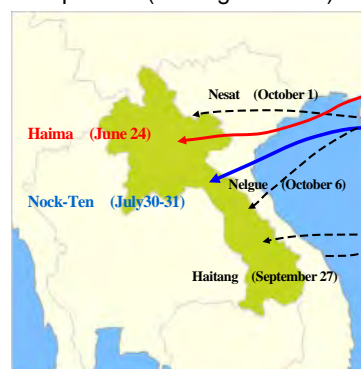 Nesat (October 1)
Haima (June 24)
Nelgue (October 6)
Nock-Ten (July30-31)
Haitang (September 27)